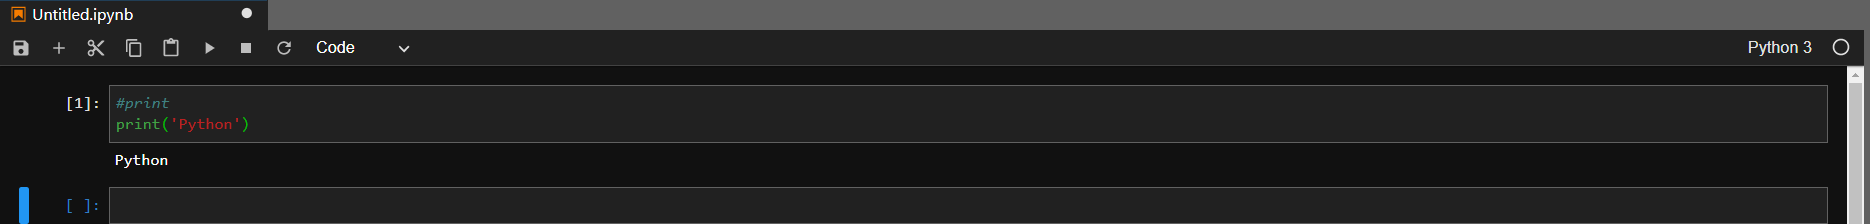 Untitled.ipynb
Code
Python 3
[1]:
#print
print('Python')
Python
[ ]: